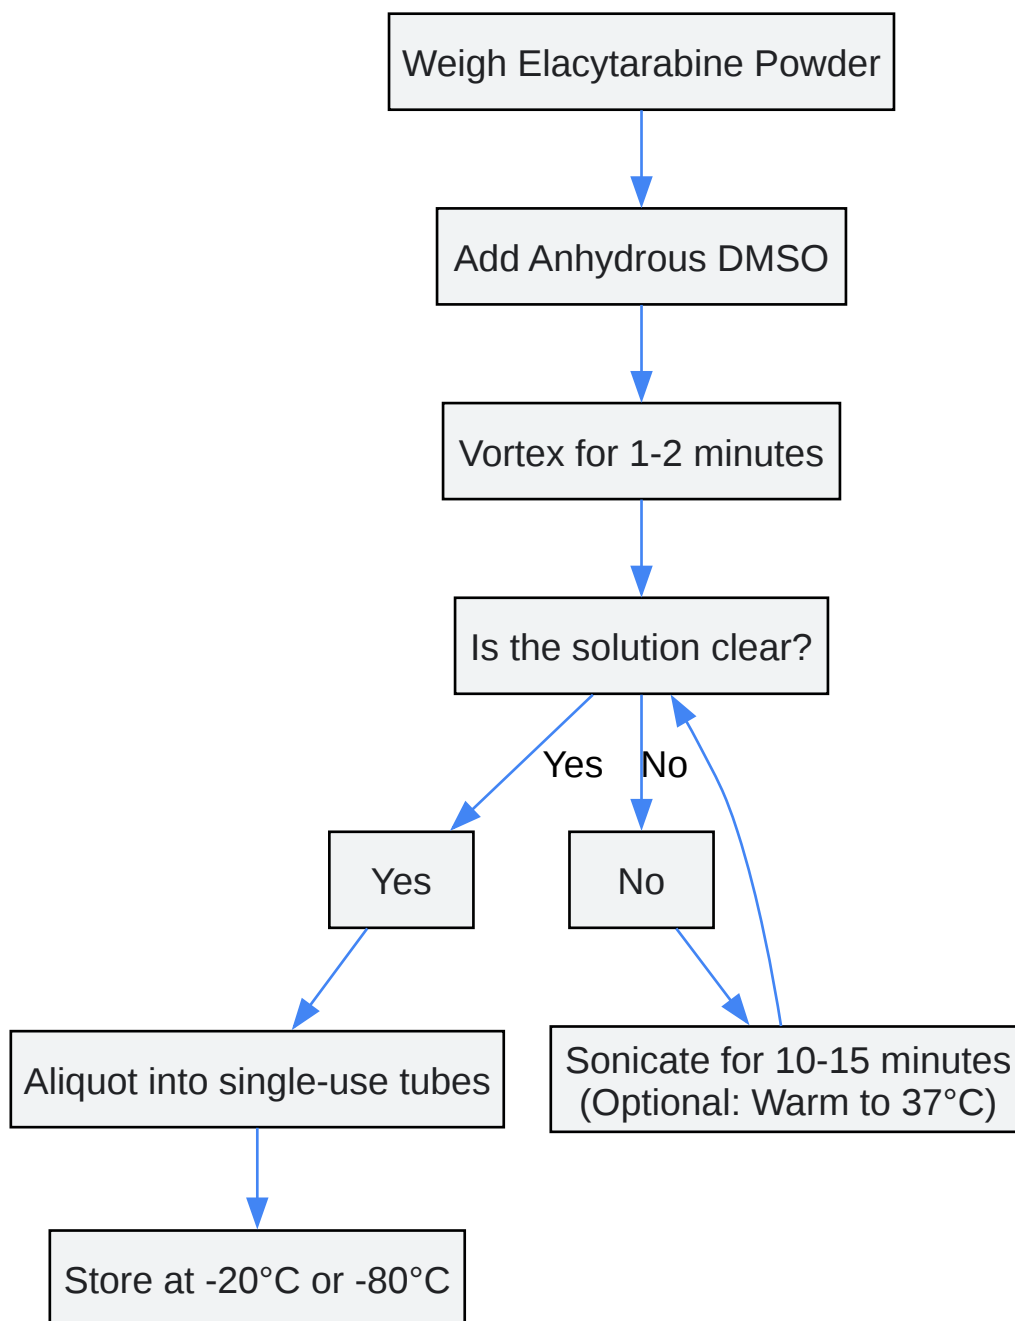 Weigh Elacytarabine Powder
Add Anhydrous DMSO
Vortex for 1-2 minutes
Is the solution clear?
Yes
No
Yes
No
Aliquot into single-use tubes
Sonicate for 10-15 minutes
(Optional: Warm to 37°C)
Store at -20°C or -80°C